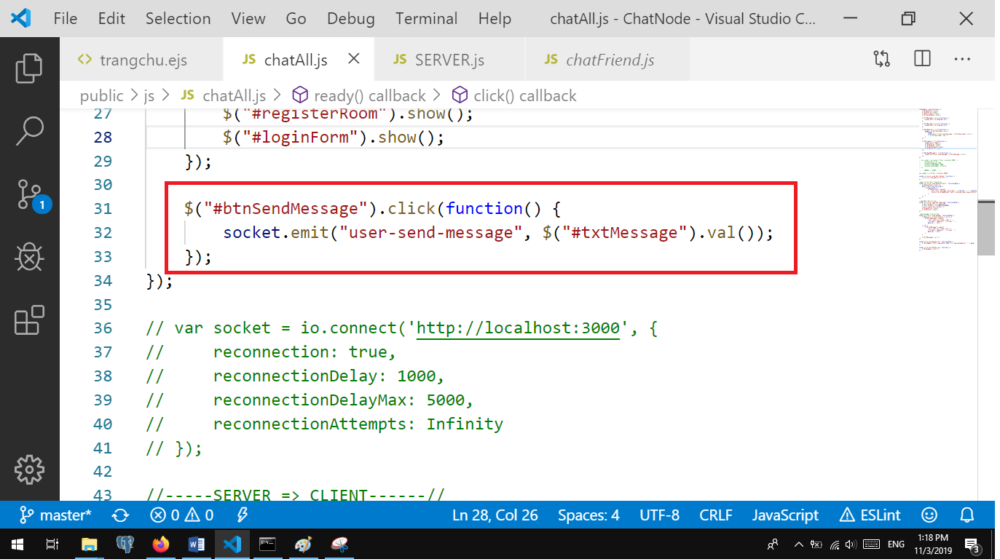 File Edit Selection View Go Debug Terminal Help chatAll.js - ChatNode - Visual Studio C...
trangchu.ejs JS chatAll.js JS SERVER.js JS chatFriend.js
public > js > JS chatAll.js > ready() callback > click() callback
27 $("#registerRoom").show();
28 $("#loginForm").show();
29 });
30
31 $("#btnSendMessage").click(function() {
32 socket.emit("user-send-message", $("#txtMessage").val());
33 });
34 });
35
36 // var socket = io.connect('http://localhost:3000', {
37 // reconnection: true,
38 // reconnectionDelay: 1000,
39 // reconnectionDelayMax: 5000,
40 // reconnectionAttempts: Infinity
41 // });
42
43 //-----SERVER => CLIENT------//
1
master* 0 0 Ln 28, Col 26 Spaces: 4 UTF-8 CRLF JavaScript ESLint
ENG 1:18 PM
11/3/2019 3